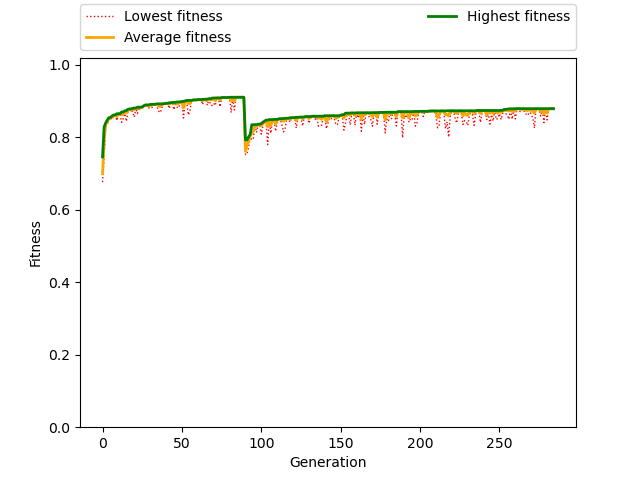 Lowest fitness
Average fitness
Highest fitness
1.0
0.8
0.6
0.4
0.2
0.0
Fitness
0 50 100 150 200 250
Generation